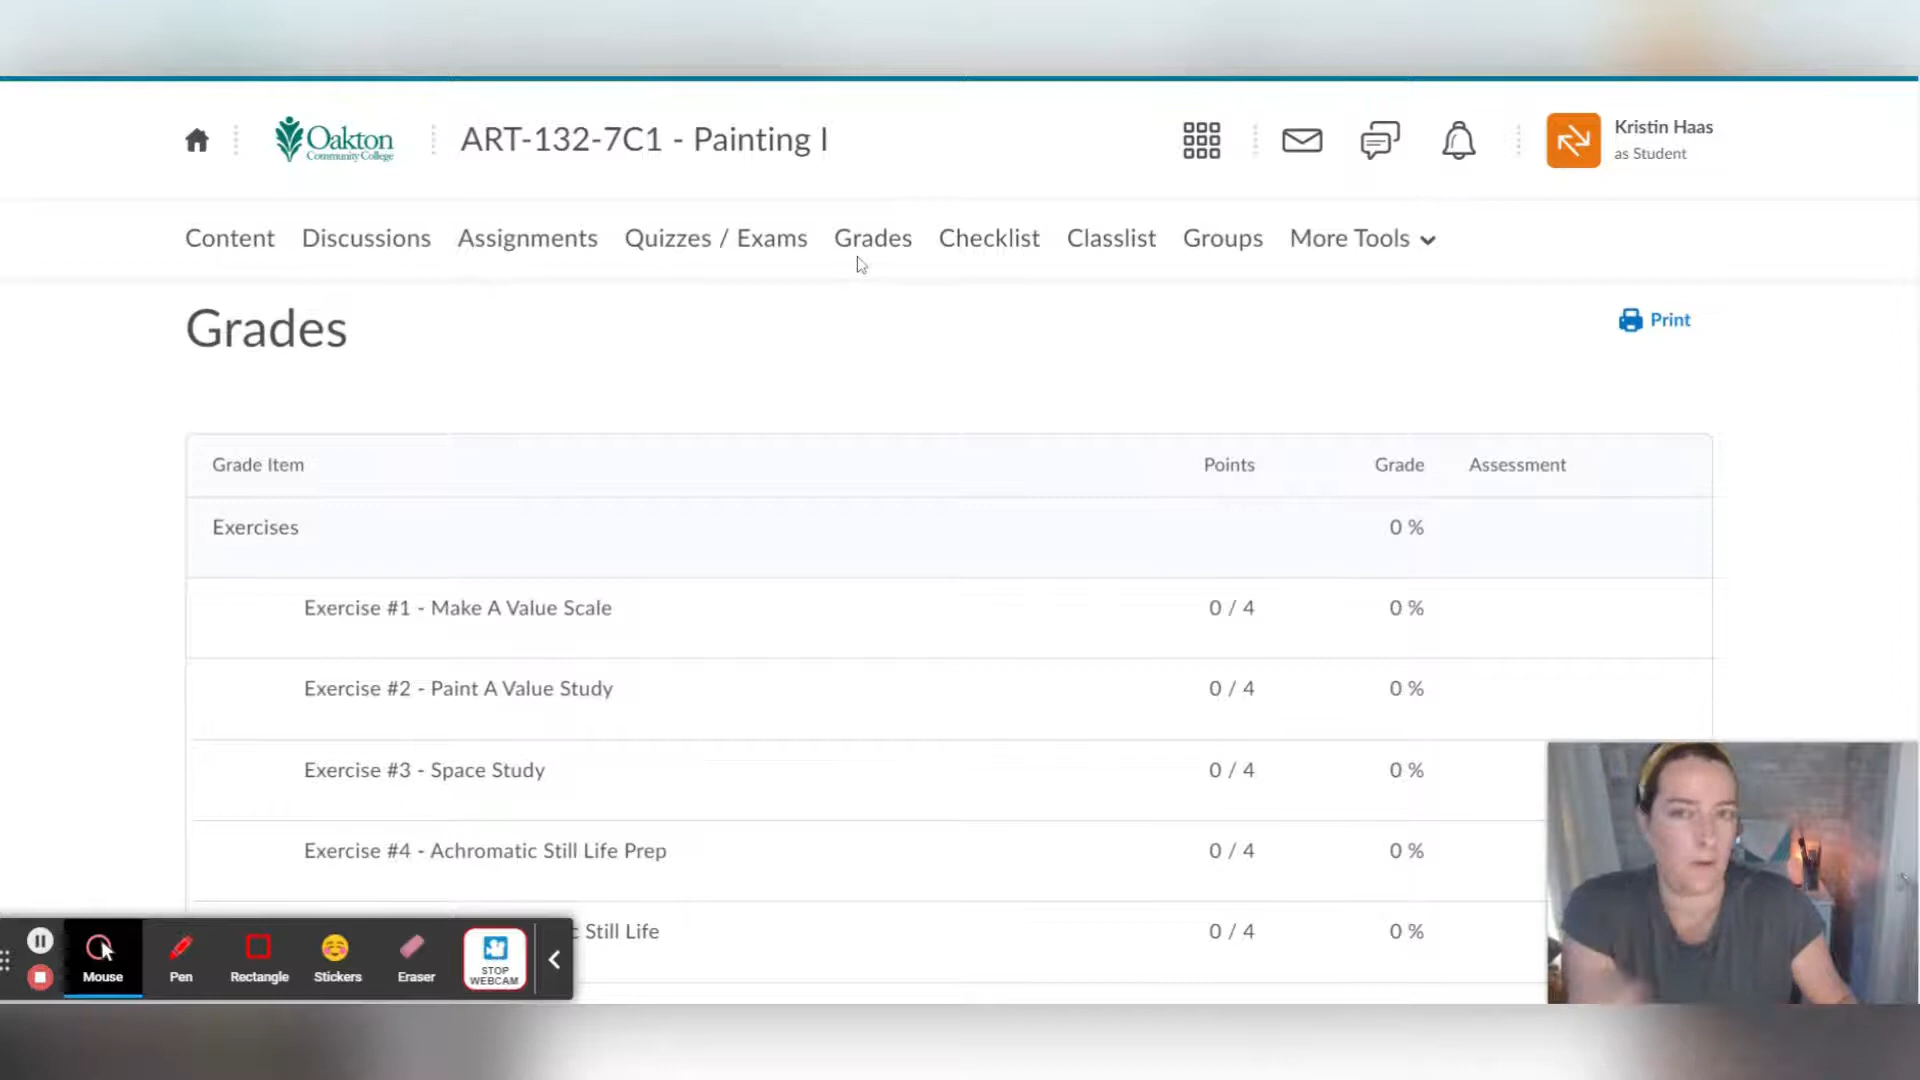 Oakton
Community College
ART-132-7C1 - Painting I
Kristin Haas
as Student
Content Discussions Assignments Quizzes / Exams Grades Checklist Classlist Groups More Tools
Grades
Print
Grade Item Points Grade Assessment
Exercises 0 %
Exercise #1 - Make A Value Scale 0 / 4 0 %
Exercise #2 - Paint A Value Study 0 / 4 0 %
Exercise #3 - Space Study 0 / 4 0 %
Exercise #4 - Achromatic Still Life Prep 0 / 4 0 %
c Still Life 0 / 4 0 %
Mouse Pen Rectangle Stickers Eraser STOP
WEBCAM